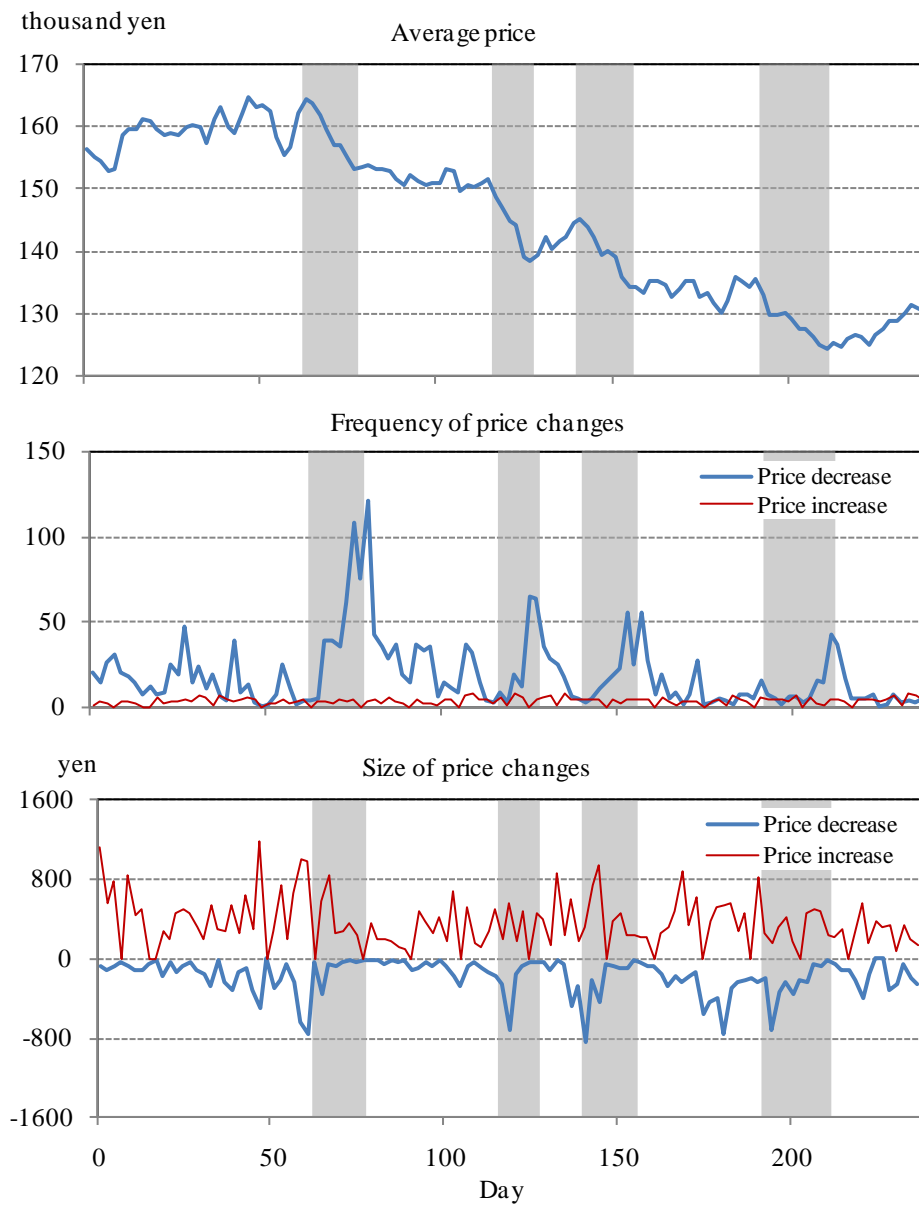 thousand yen
Average price
170
160
150
140
130
120
Frequency of price changes
150
100
50
0
Price decrease
Price increase
yen
Size of price changes
1600
800
0
-800
-1600
Price decrease
Price increase
0 50 100 150 200
Day